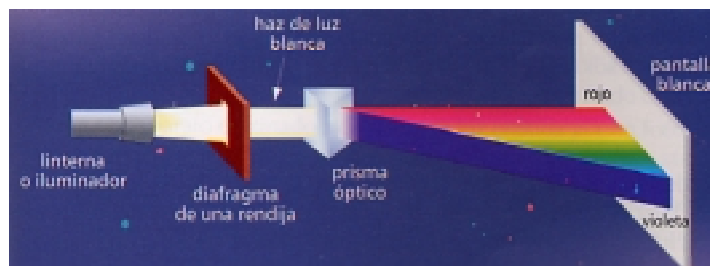 haz de luz
blanca
linterna
o iluminador
diafragma
de una rendija
prisma
óptico
rojo
pantalla
blanca
violeta